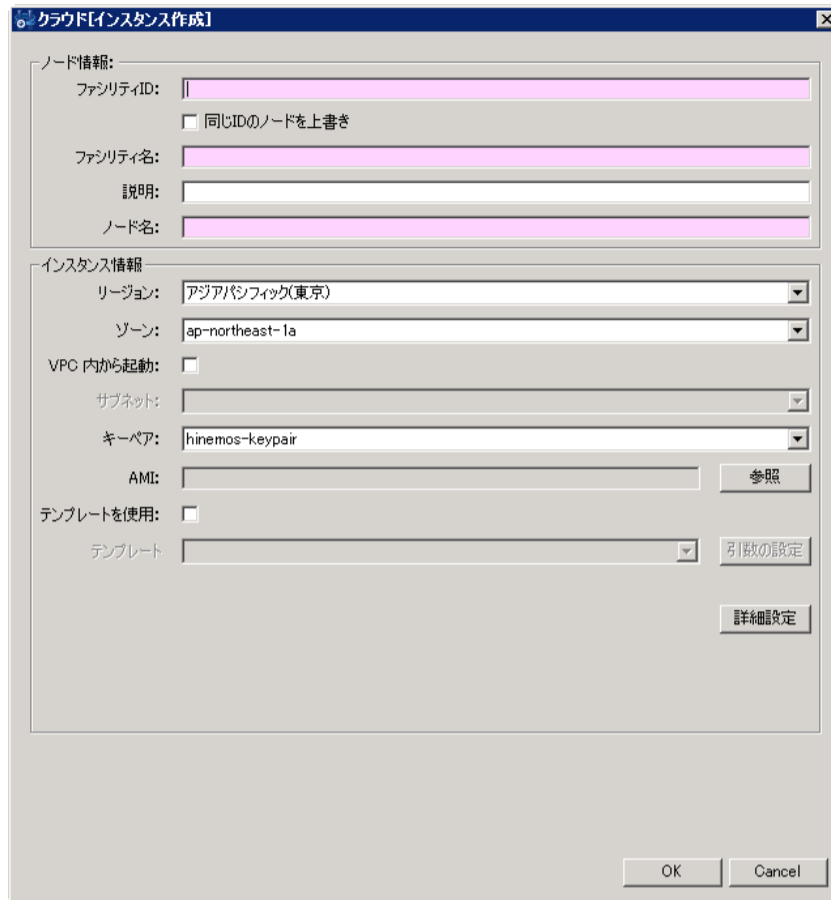 クラウド[インスタンス作成]
ノード情報:
ファシリティID:
同じIDのノードを上書き
ファシリティ名:
説明:
ノード名:
インスタンス情報
リージョン: アジアパシフィック(東京)
ゾーン: ap-northeast-1a
VPC 内から起動:
サブネット:
キーペア: hinemos-keypair
AMI: 参照
テンプレートを使用:
テンプレート 引数の設定
詳細設定
OK Cancel